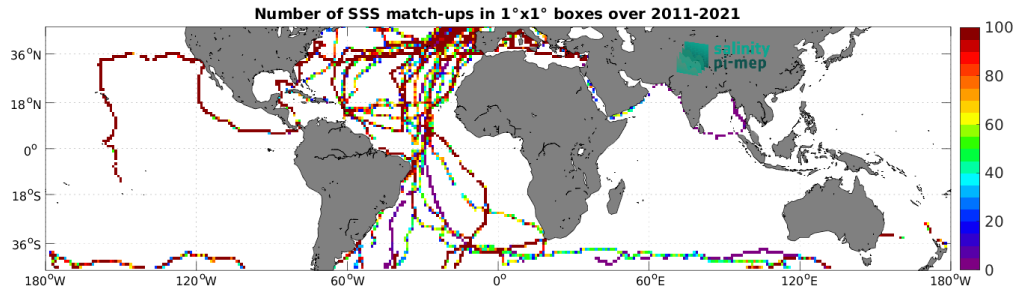 Number of SSS match-ups in 1°x1° boxes over 2011-2021
salinity
pi-mep
36°N
18°N
0°
18°S
36°S
180°W 120°W 60°W 0° 60°E 120°E 180°W
100
80
60
40
20
0